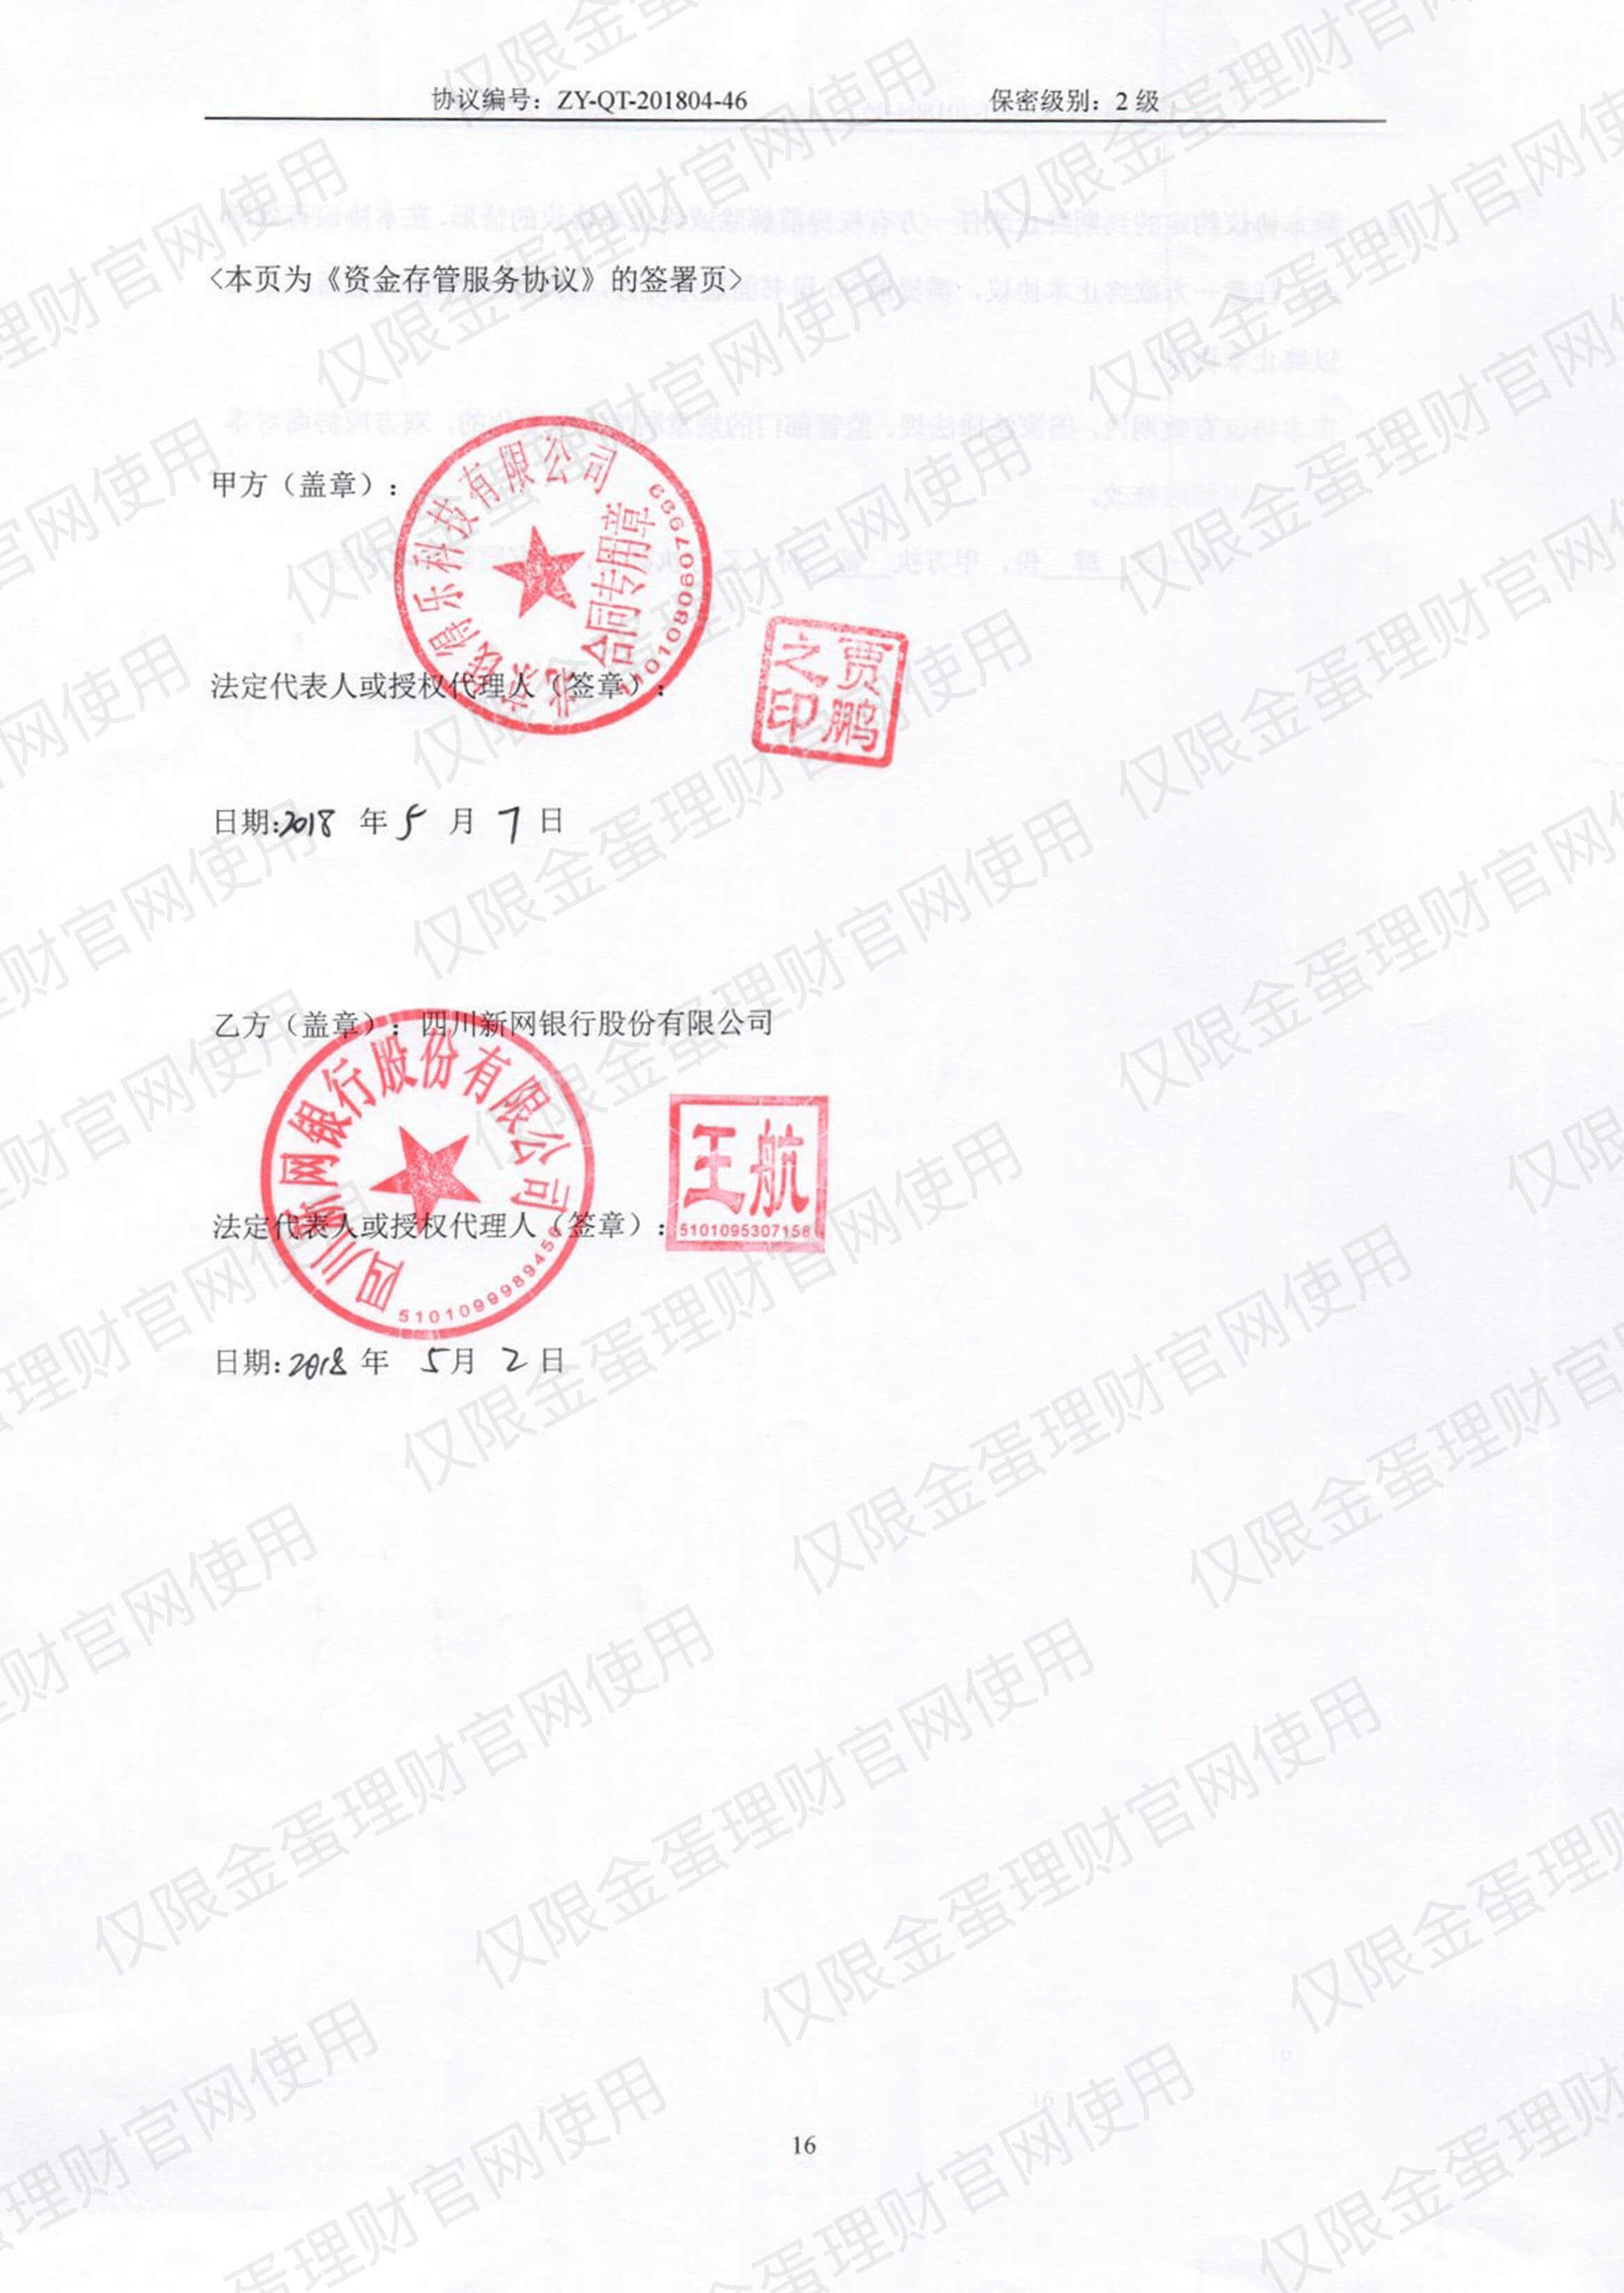 协议编号：ZY-QT-201804-46 保密级别：2 级
<本页为《资金存管服务协议》的签署页>
甲方（盖章）：
北京钱得乐科技有限公司
合同专用章
法定代表人或授权代理人（签章）：
贾鹏之印
日期:2018 年 5 月 7 日
乙方（盖章）：四川新网银行股份有限公司
四川新网银行股份有限公司
王航
5101095307158
法定代表人或授权代理人（签章）：
5101099989459
日期:2018 年 5月 2 日
16
仅限金蛋理财官网使用